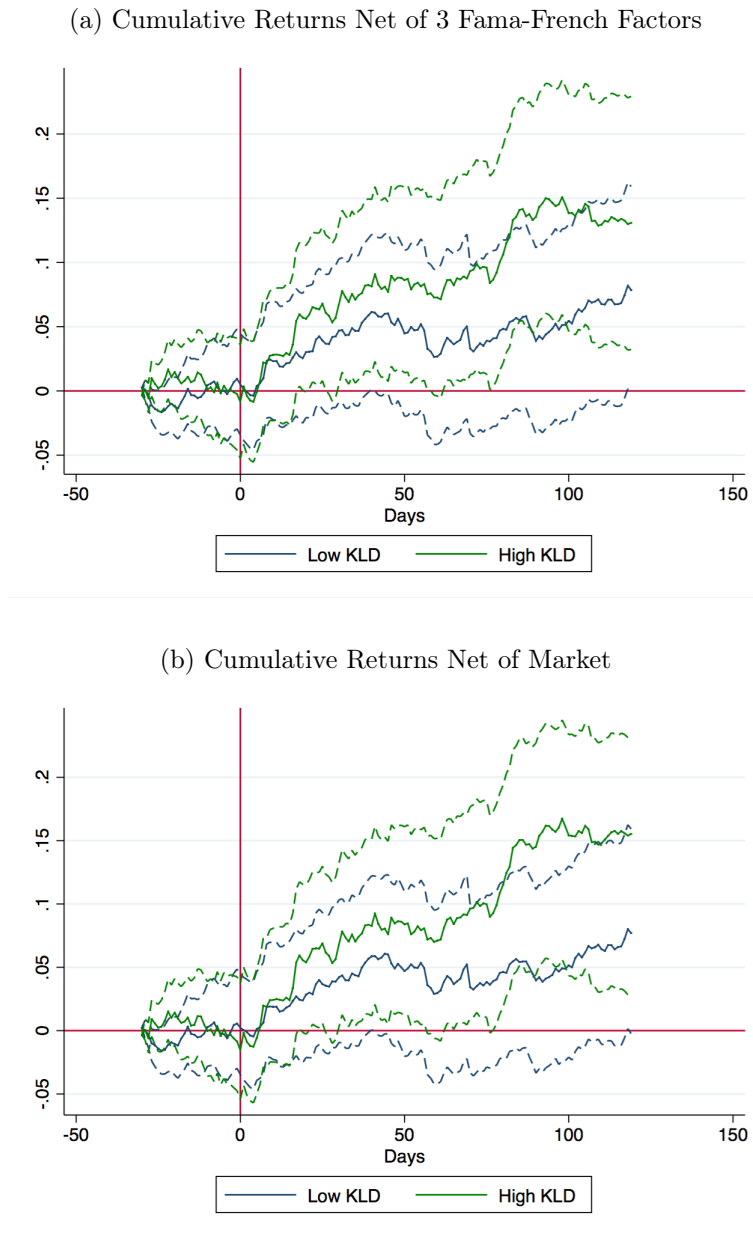 (a) Cumulative Returns Net of 3 Fama-French Factors
.2
.15
.1
.05
0
-.05
-50 0 50 100 150
Days
Low KLD High KLD
(b) Cumulative Returns Net of Market
.2
.15
.1
.05
0
-.05
-50 0 50 100 150
Days
Low KLD High KLD